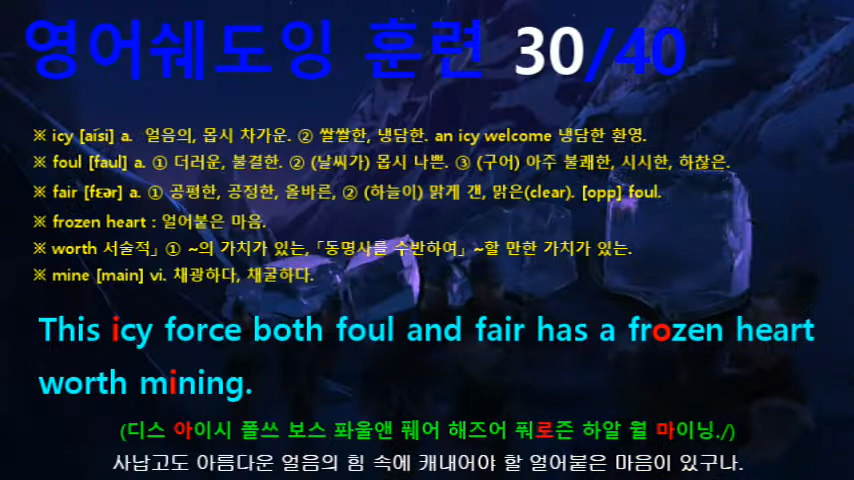 영어쉐도잉 훈련 30/40
※ icy [aísi] a. 얼음의, 몹시 차가운. ② 쌀쌀한, 냉담한. an icy welcome 냉담한 환영.
※ foul [faul] a. ① 더러운, 불결한. ② (날씨가) 몹시 나쁜. ③ (구어) 아주 불쾌한, 시시한, 하찮은.
※ fair [fɛər] a. ① 공평한, 공정한, 올바른, ② (하늘이) 맑게 갠, 맑은(clear). [opp] foul.
※ frozen heart : 얼어붙은 마음.
※ worth 서술적」 ① ~의 가치가 있는,「동명사를 수반하여」 ~할 만한 가치가 있는.
※ mine [main] vi. 채광하다, 채굴하다.
This icy force both foul and fair has a frozen heart
worth mining.
(디스 아이시 폴쓰 보스 퐈울앤 풰어 해즈어 풔로즌 하알 월 마이닝./)
사납고도 아름다운 얼음의 힘 속에 캐내어야 할 얼어붙은 마음이 있구나.